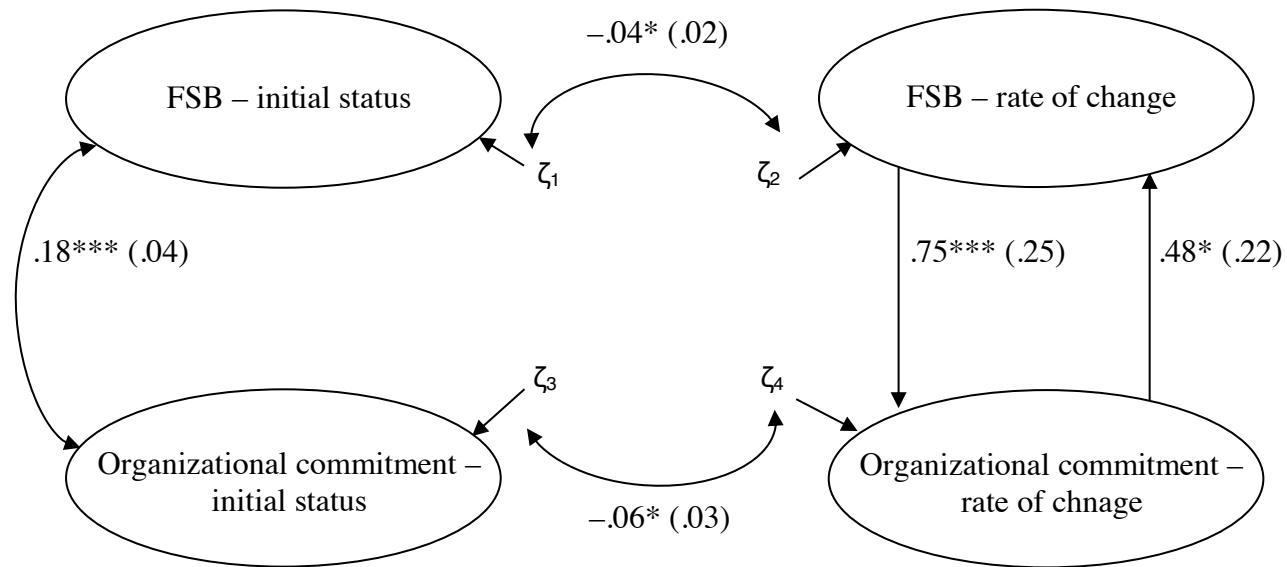 –.04* (.02)
FSB – initial status
FSB – rate of change
ζ1
ζ2
.18*** (.04)
.75*** (.25)
.48* (.22)
ζ3
ζ4
Organizational commitment –
initial status
Organizational commitment –
rate of chnage
–.06* (.03)